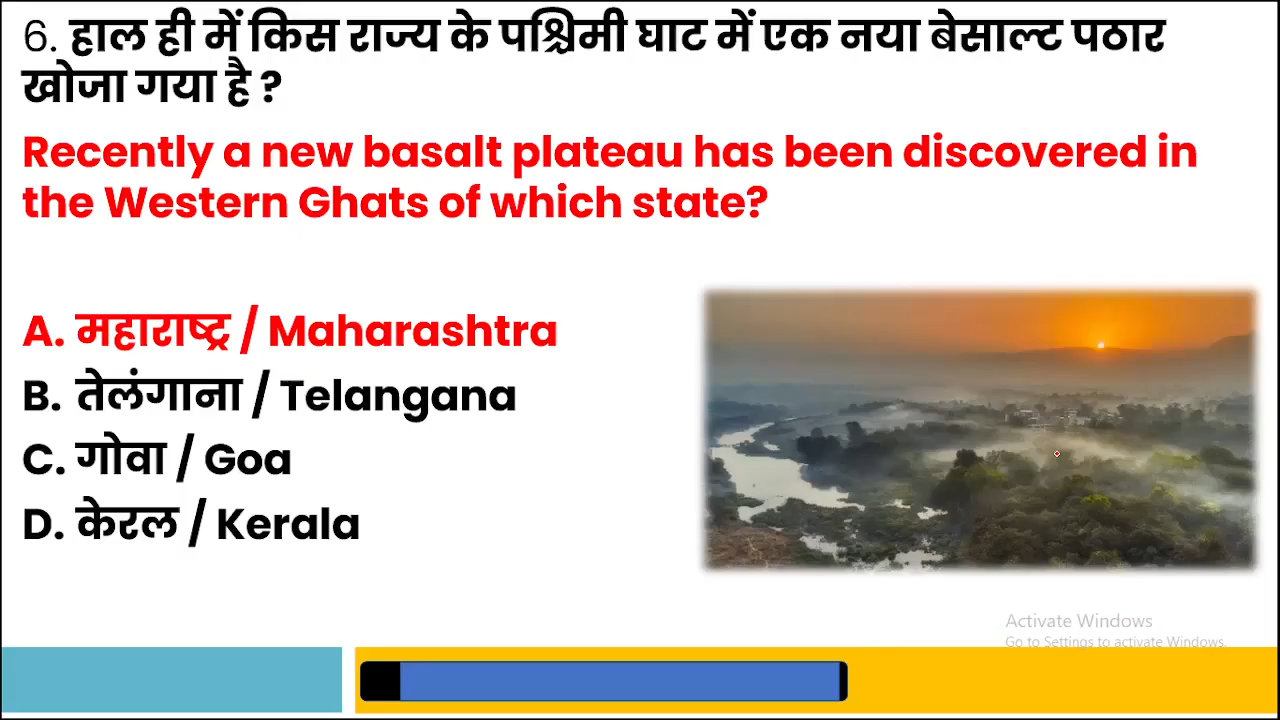 6. हाल ही में किस राज्य के पश्चिमी घाट में एक नया बेसाल्ट पठार
खोजा गया है ?
Recently a new basalt plateau has been discovered in
the Western Ghats of which state?
A. महाराष्ट्र / Maharashtra
B. तेलंगाना / Telangana
C. गोवा / Goa
D. केरल / Kerala
Activate Windows
Go to Settings to activate Windows.